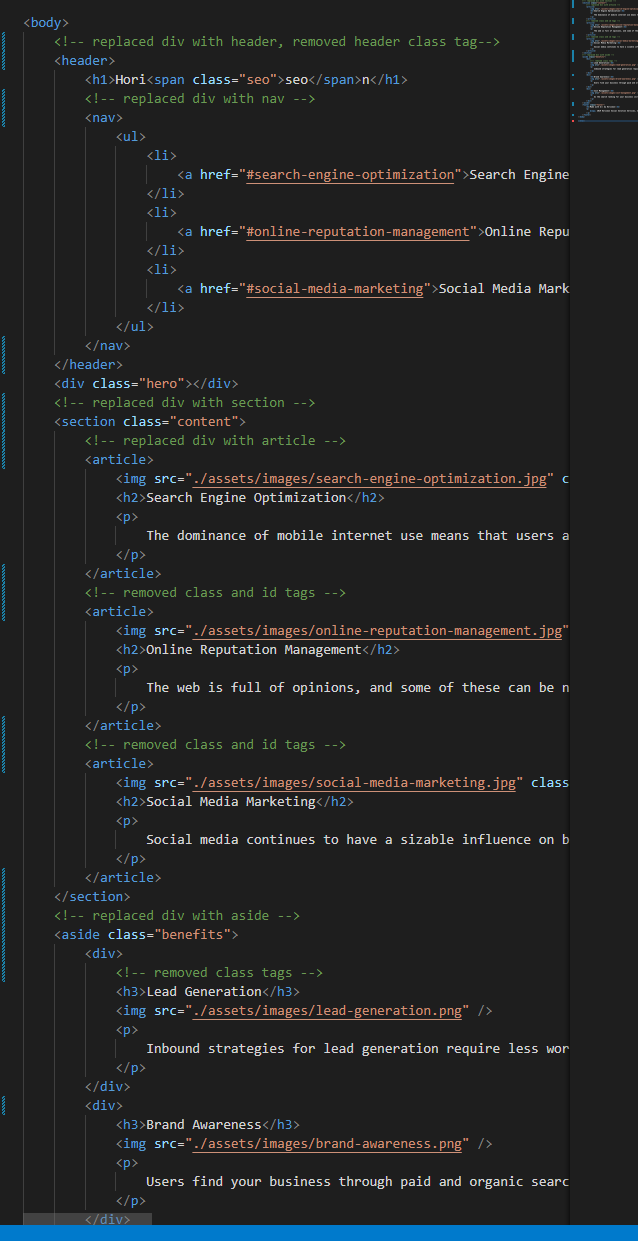 <body>
<!-- replaced div with header, removed header class tag-->
<header>
<h1>Hori<span class="seo">seo</span>n</h1>
<!-- replaced div with nav -->
<nav>
<ul>
<li>
<a href="#search-engine-optimization">Search Engine
</li>
<li>
<a href="#online-reputation-management">Online Repu
</li>
<li>
<a href="#social-media-marketing">Social Media Mark
</li>
</ul>
</nav>
</header>
<div class="hero"></div>
<!-- replaced div with section -->
<section class="content">
<!-- replaced div with article -->
<article>
<img src="./assets/images/search-engine-optimization.jpg" c
<h2>Search Engine Optimization</h2>
<p>
The dominance of mobile internet use means that users a
</p>
</article>
<!-- removed class and id tags -->
<article>
<img src="./assets/images/online-reputation-management.jpg"
<h2>Online Reputation Management</h2>
<p>
The web is full of opinions, and some of these can be n
</p>
</article>
<!-- removed class and id tags -->
<article>
<img src="./assets/images/social-media-marketing.jpg" class
<h2>Social Media Marketing</h2>
<p>
Social media continues to have a sizable influence on b
</p>
</article>
</section>
<!-- replaced div with aside -->
<aside class="benefits">
<div>
<!-- removed class tags -->
<h3>Lead Generation</h3>
<img src="./assets/images/lead-generation.png" />
<p>
Inbound strategies for lead generation require less wor
</p>
</div>
<div>
<h3>Brand Awareness</h3>
<img src="./assets/images/brand-awareness.png" />
<p>
Users find your business through paid and organic searc
</p>
</div>